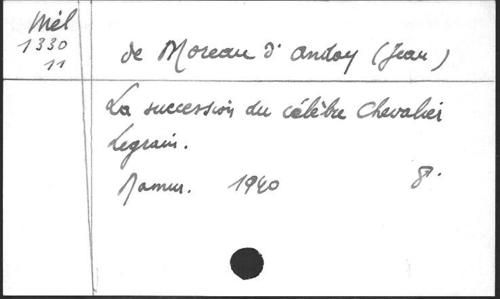 Mél
1330
11
de Moreau d'Andoy (Jean)
La succession du célèbre Chevalier
Legrain.
Namur. 1940 8°.